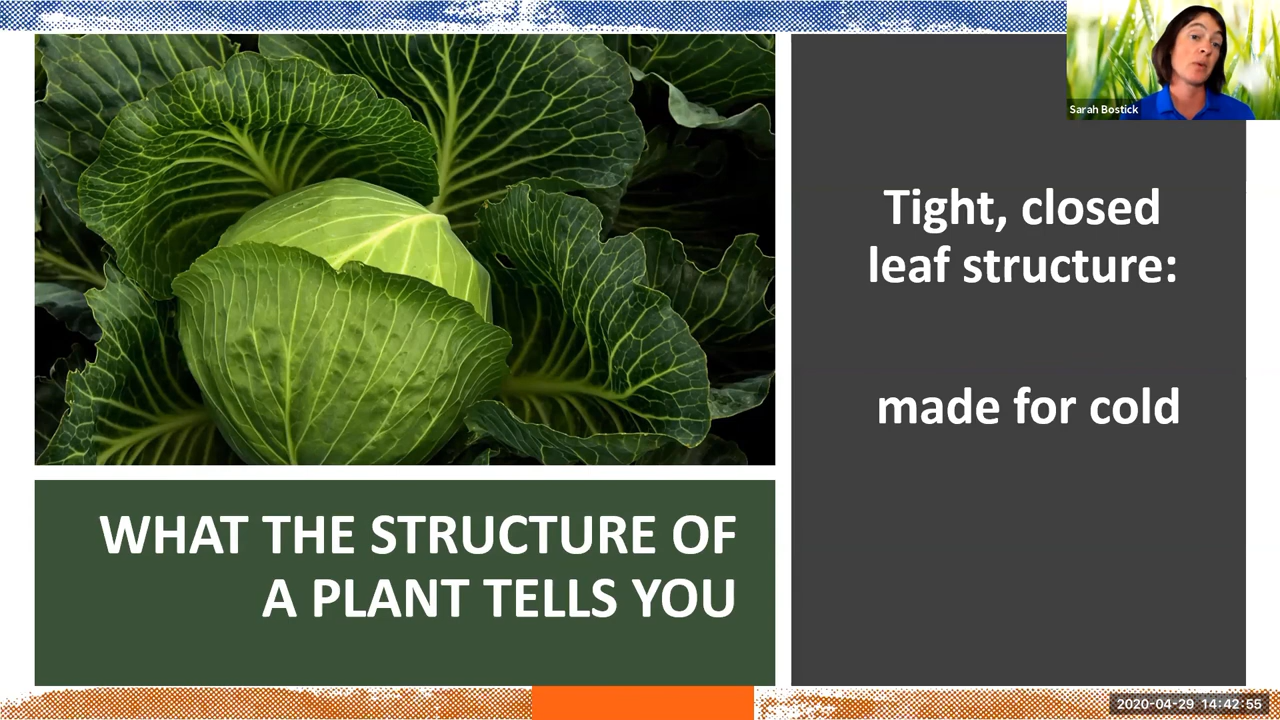 Sarah Bostick
Tight, closed
leaf structure:
made for cold
WHAT THE STRUCTURE OF
A PLANT TELLS YOU
2020-04-29 14:42:55